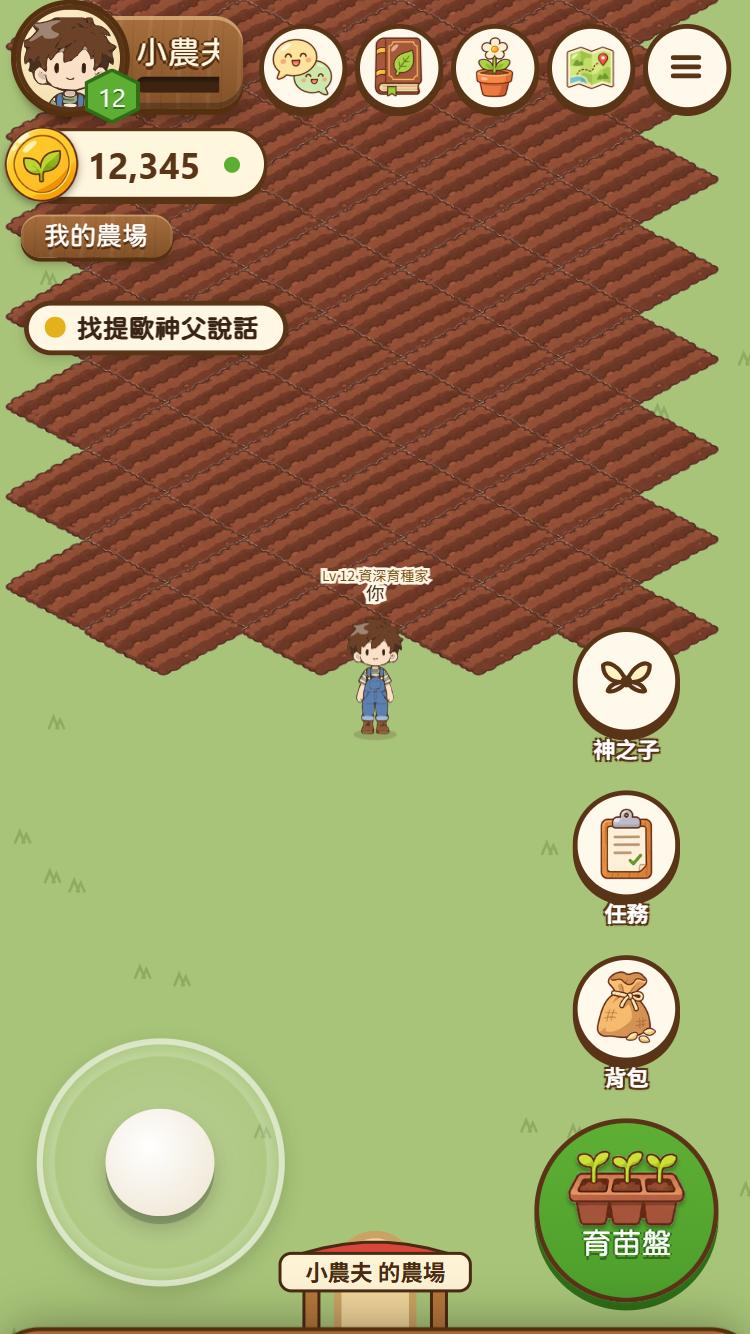 小農夫
12
12,345
我的農場
找提歐神父說話
Lv 12 資深育種家
你
神之子
任務
背包
育苗盤
小農夫 的農場